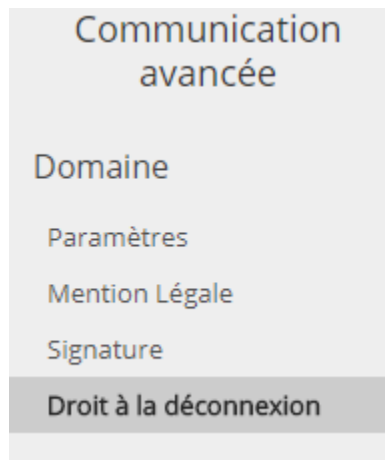 Communication
avancée
Domaine
Paramètres
Mention Légale
Signature
Droit à la déconnexion